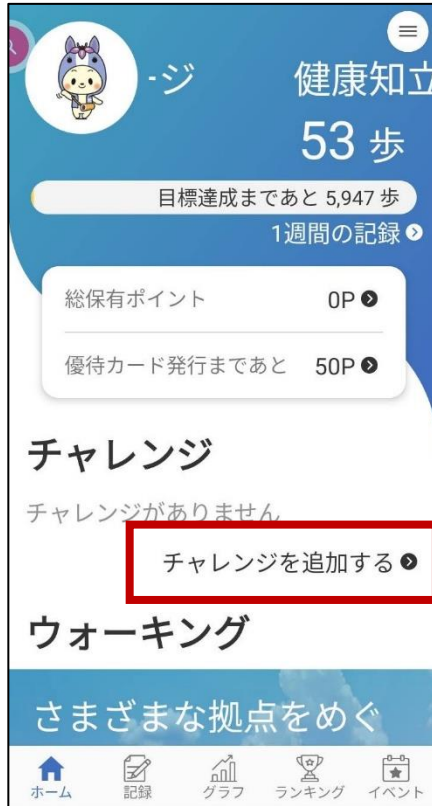 -ジ
健康知立
53 歩
目標達成まであと 5,947 歩
1週間の記録
総保有ポイント 0P
優待カード発行まであと 50P
チャレンジ
チャレンジがありません
チャレンジを追加する
ウォーキング
さまざまな拠点をめぐ
ホーム 記録 グラフ ランキング イベント